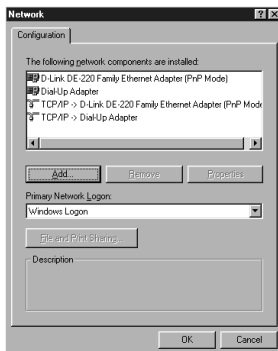 Network
Configuration
The following network components are installed:
D-Link DE-220 Family Ethernet Adapter (PnP Mode)
Dial-Up Adapter
TCP/IP -> D-Link DE-220 Family Ethernet Adapter (PnP Mode
TCP/IP -> Dial-Up Adapter
Add... Remove Properties
Primary Network Logon:
Windows Logon
File and Print Sharing...
Description
OK Cancel